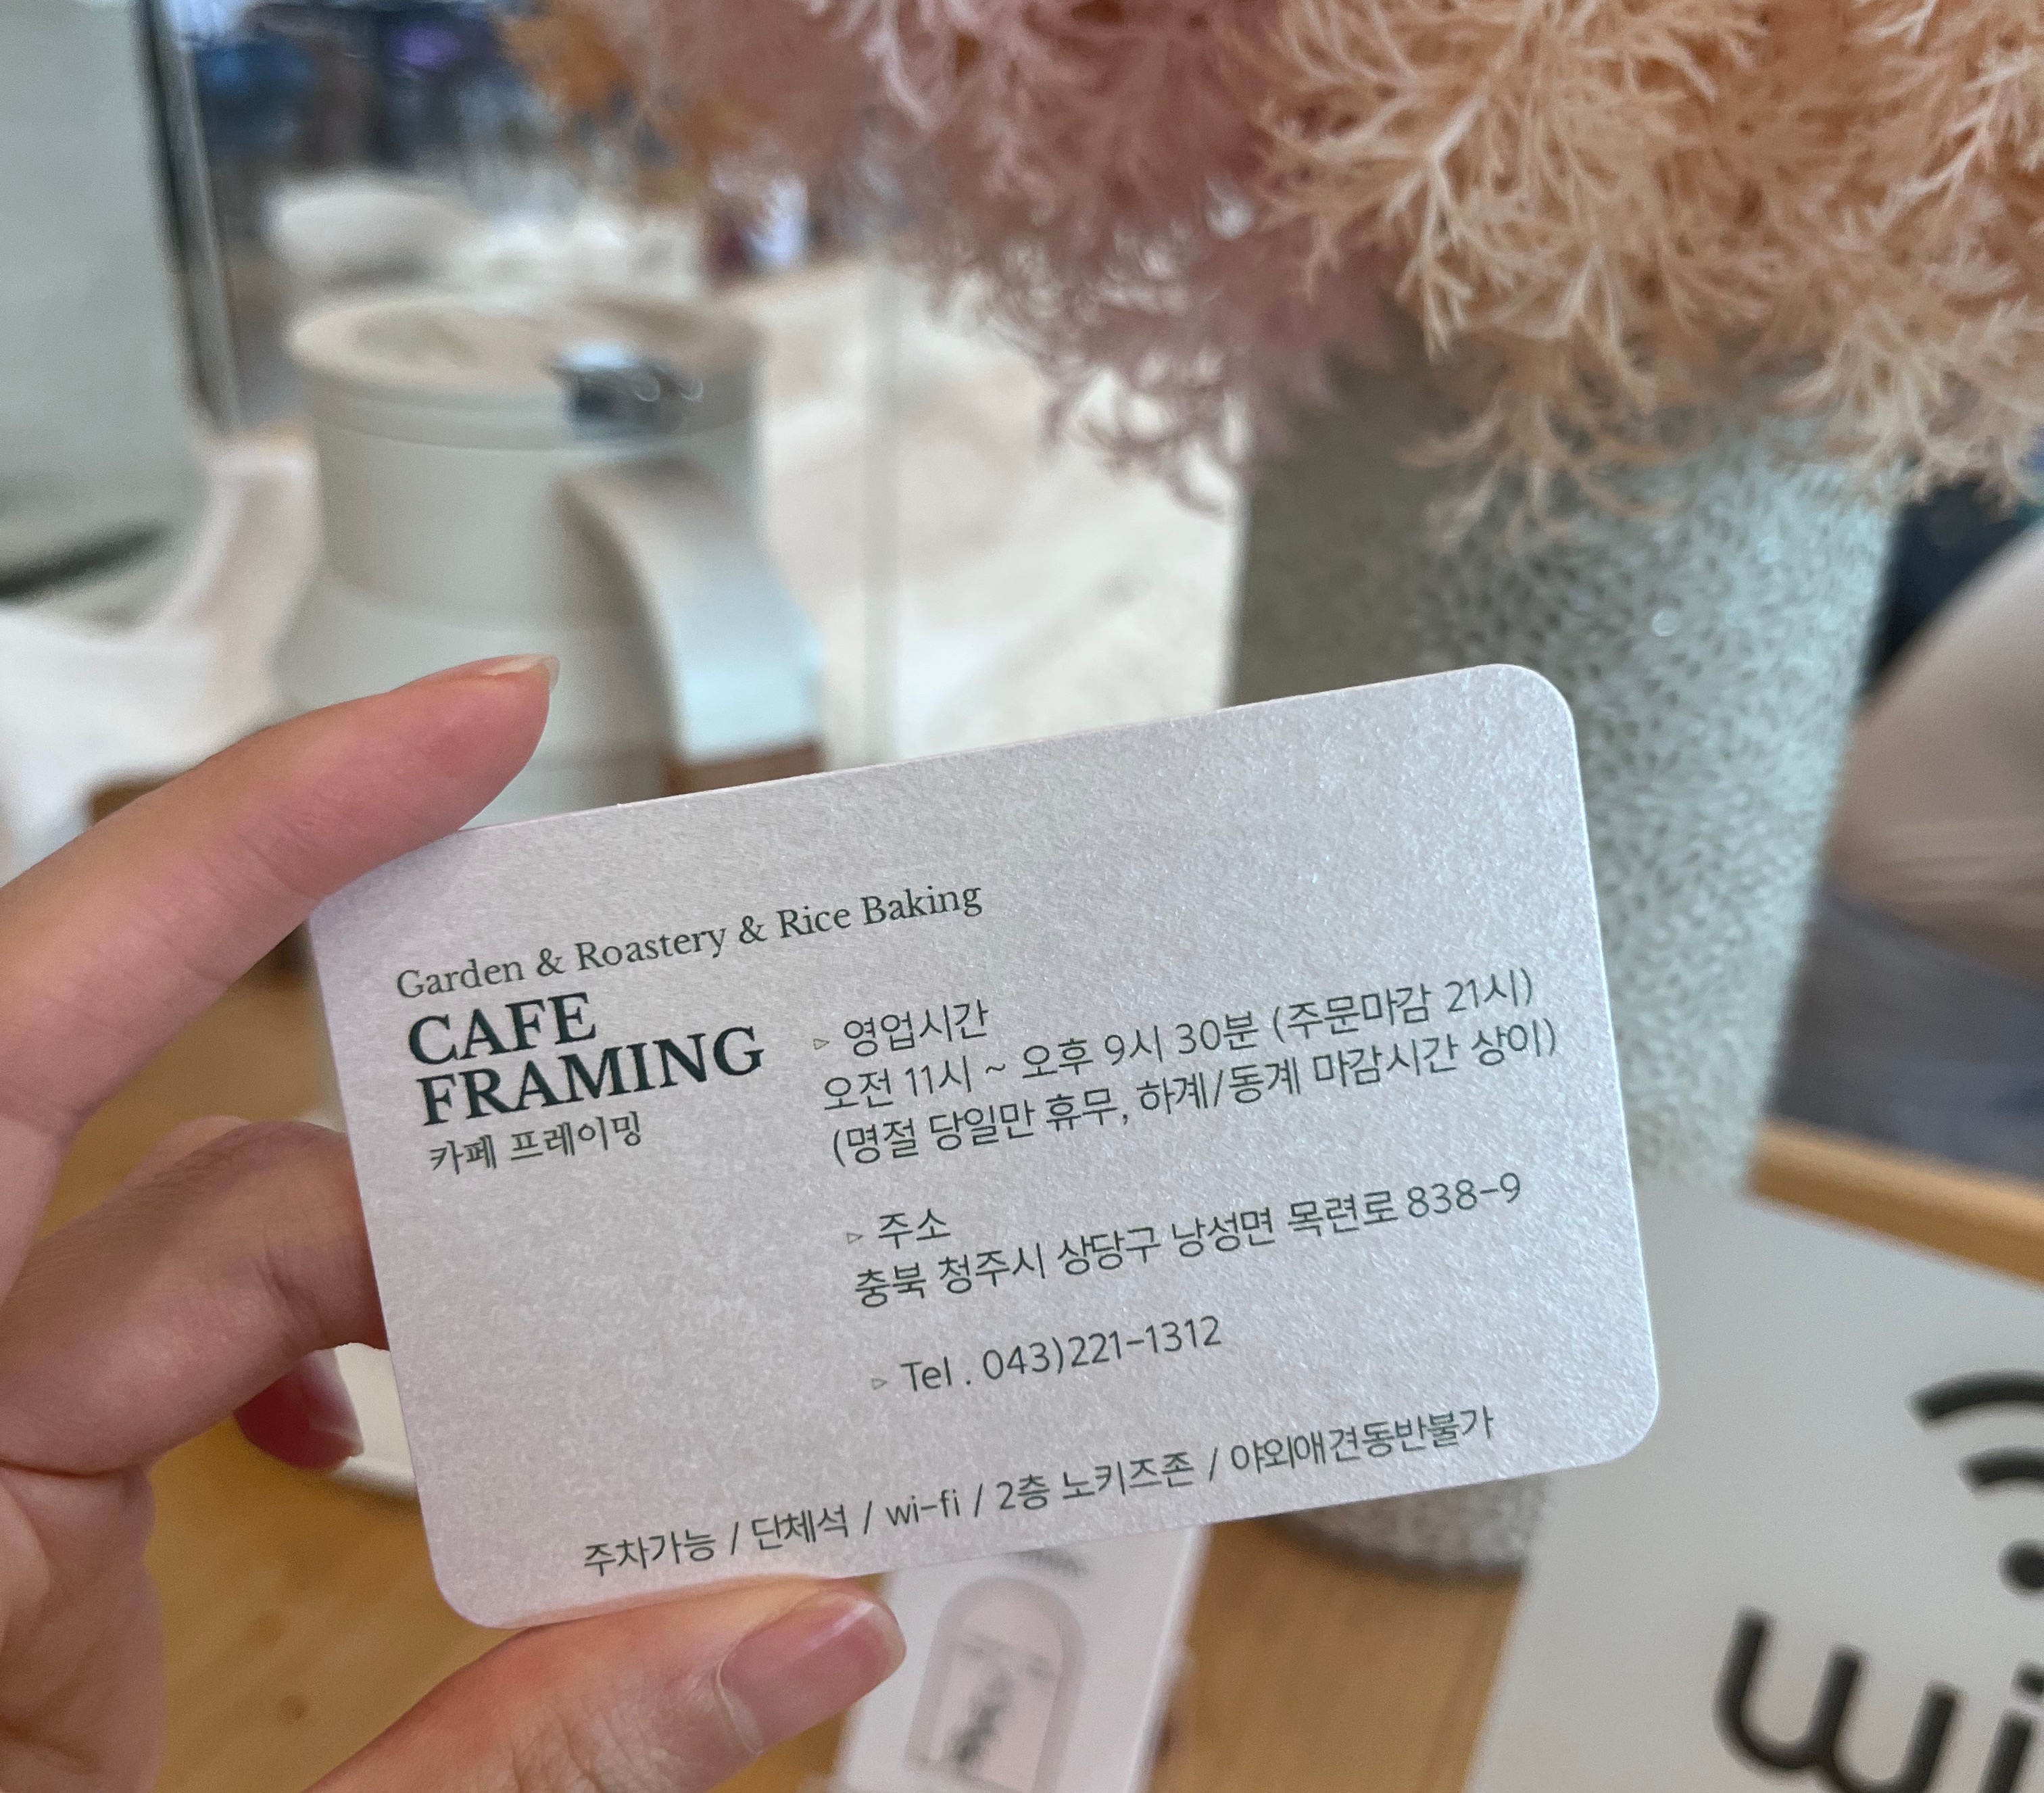 Garden & Roastery & Rice Baking
CAFE
FRAMING
카페 프레이밍
▷ 영업시간
오전 11시 ~ 오후 9시 30분 (주문마감 21시)
(명절 당일만 휴무, 하계/동계 마감시간 상이)
▷ 주소
충북 청주시 상당구 낭성면 목련로 838-9
▷ Tel . 043)221-1312
주차가능 / 단체석 / wi-fi / 2층 노키즈존 / 야외애견동반불가